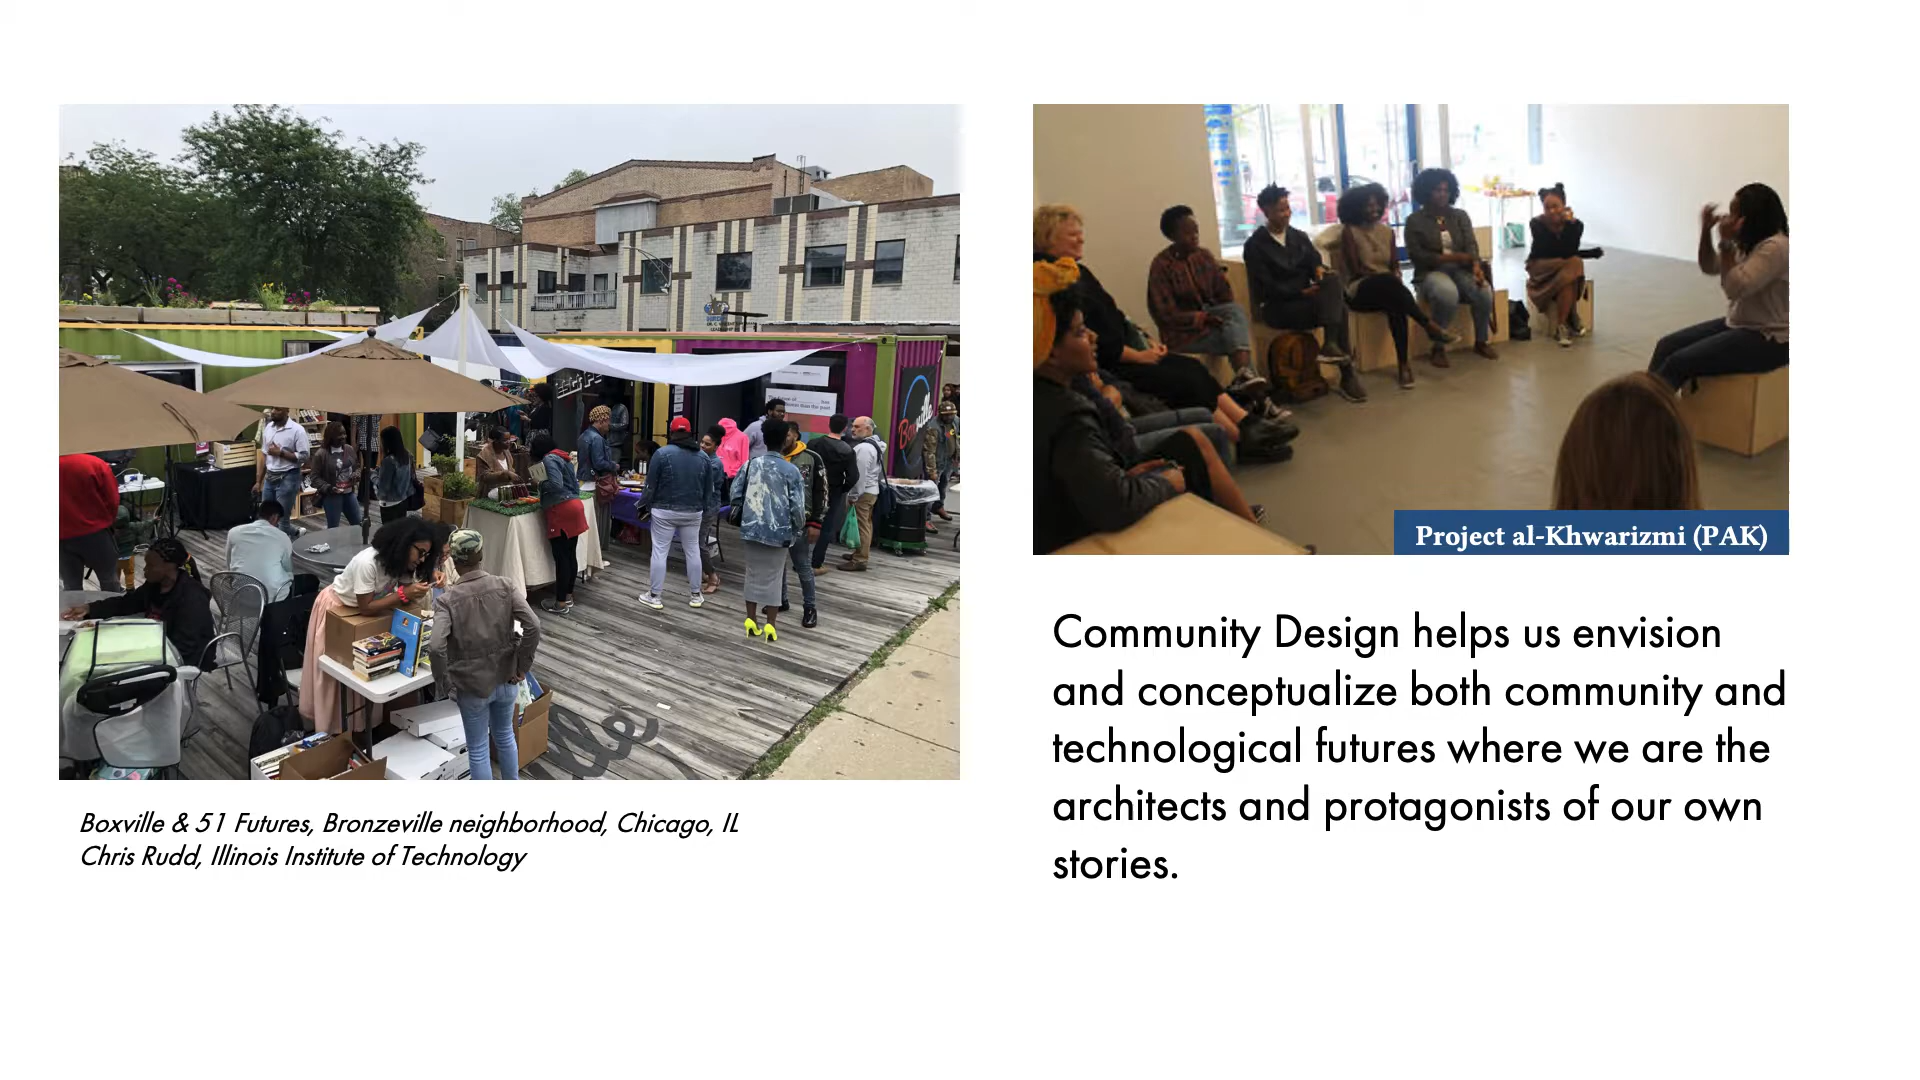 Boxville
Boxville & 51 Futures, Bronzeville neighborhood, Chicago, IL
Chris Rudd, Illinois Institute of Technology
Project al-Khwarizmi (PAK)
Community Design helps us envision
and conceptualize both community and
technological futures where we are the
architects and protagonists of our own
stories.